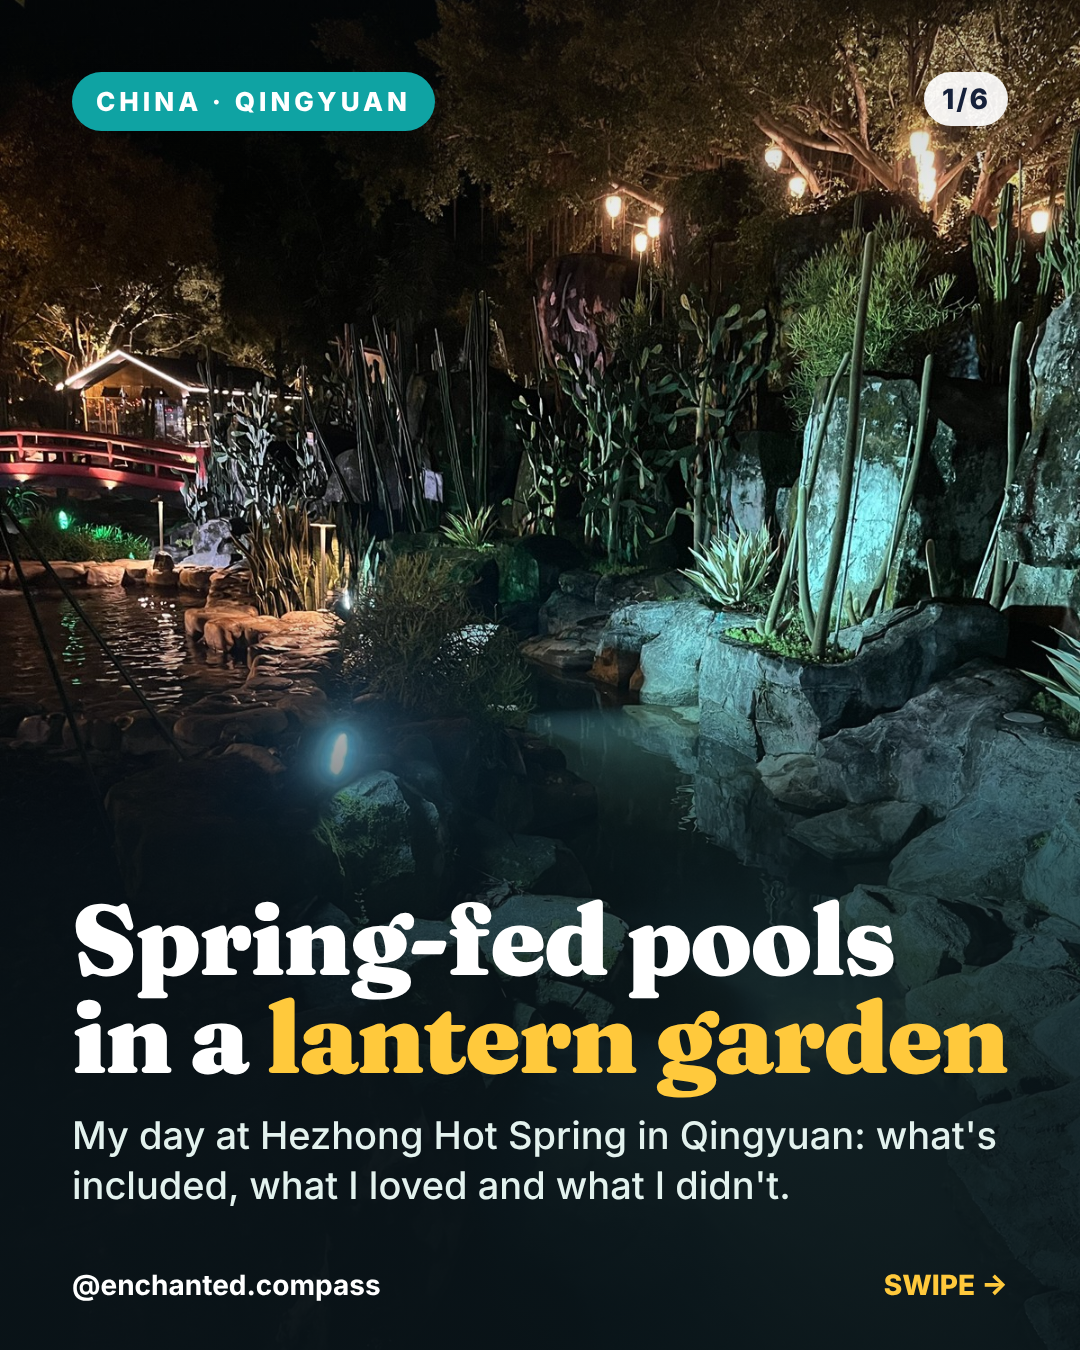 CHINA · QINGYUAN
1/6
Spring-fed pools
in a lantern garden
My day at Hezhong Hot Spring in Qingyuan: what's
included, what I loved and what I didn't.
@enchanted.compass
SWIPE →